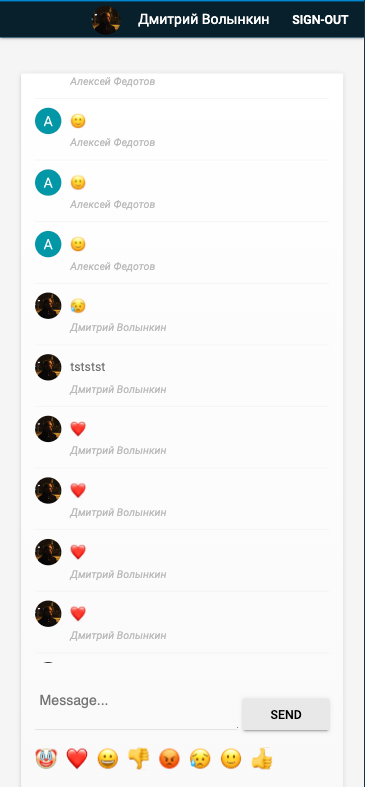 Дмитрий Волынкин SIGN-OUT
Алексей Федотов
A 🙂
Алексей Федотов
A 🙂
Алексей Федотов
A 🙂
Алексей Федотов
😥
Дмитрий Волынкин
tststst
Дмитрий Волынкин
❤️
Дмитрий Волынкин
❤️
Дмитрий Волынкин
❤️
Дмитрий Волынкин
❤️
Дмитрий Волынкин
Message...
SEND
🤡 ❤️ 😀 👎 😡 😥 🙂 👍